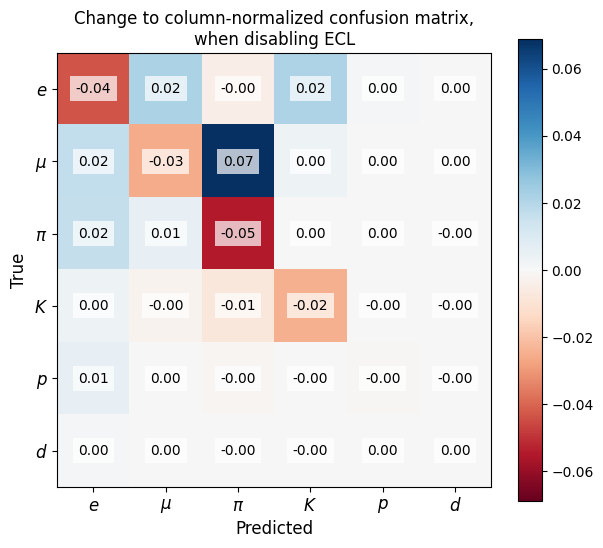 Change to column-normalized confusion matrix,
when disabling ECL
e -0.04 0.02 -0.00 0.02 0.00 0.00
μ 0.02 -0.03 0.07 0.00 0.00 0.00
π 0.02 0.01 -0.05 0.00 0.00 -0.00
K 0.00 -0.00 -0.01 -0.02 -0.00 -0.00
p 0.01 0.00 -0.00 -0.00 -0.00 -0.00
d 0.00 0.00 -0.00 -0.00 0.00 0.00
e μ π K p d
True
Predicted
0.06
0.04
0.02
0.00
−0.02
−0.04
−0.06